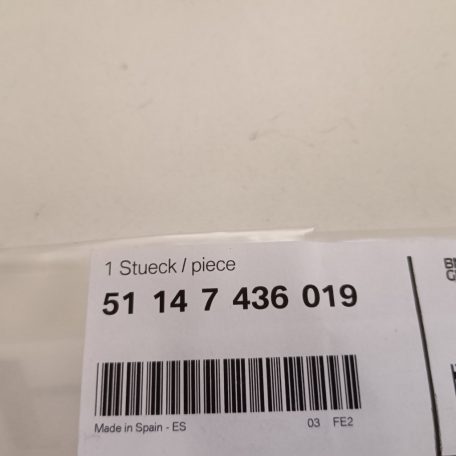 1 Stueck / piece
51 14 7 436 019
Made in Spain - ES 03 FE2